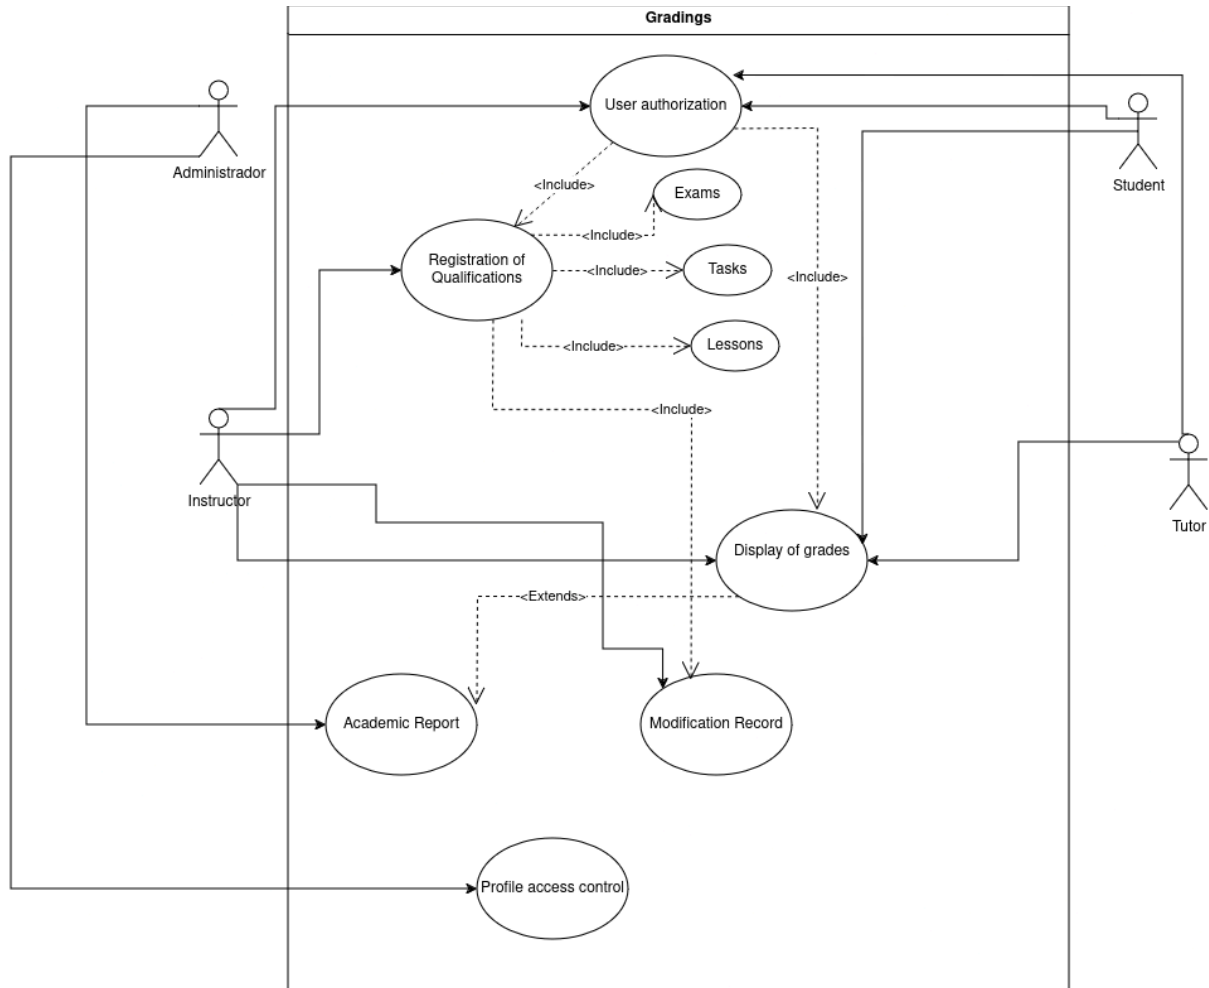 Gradings
User authorization
Administrador
Student
<Include>
Exams
<Include>
Registration of
Qualifications
<Include>
Tasks
<Include>
<Include>
Lessons
<Include>
Instructor
Tutor
Display of grades
<Extends>
Academic Report
Modification Record
Profile access control